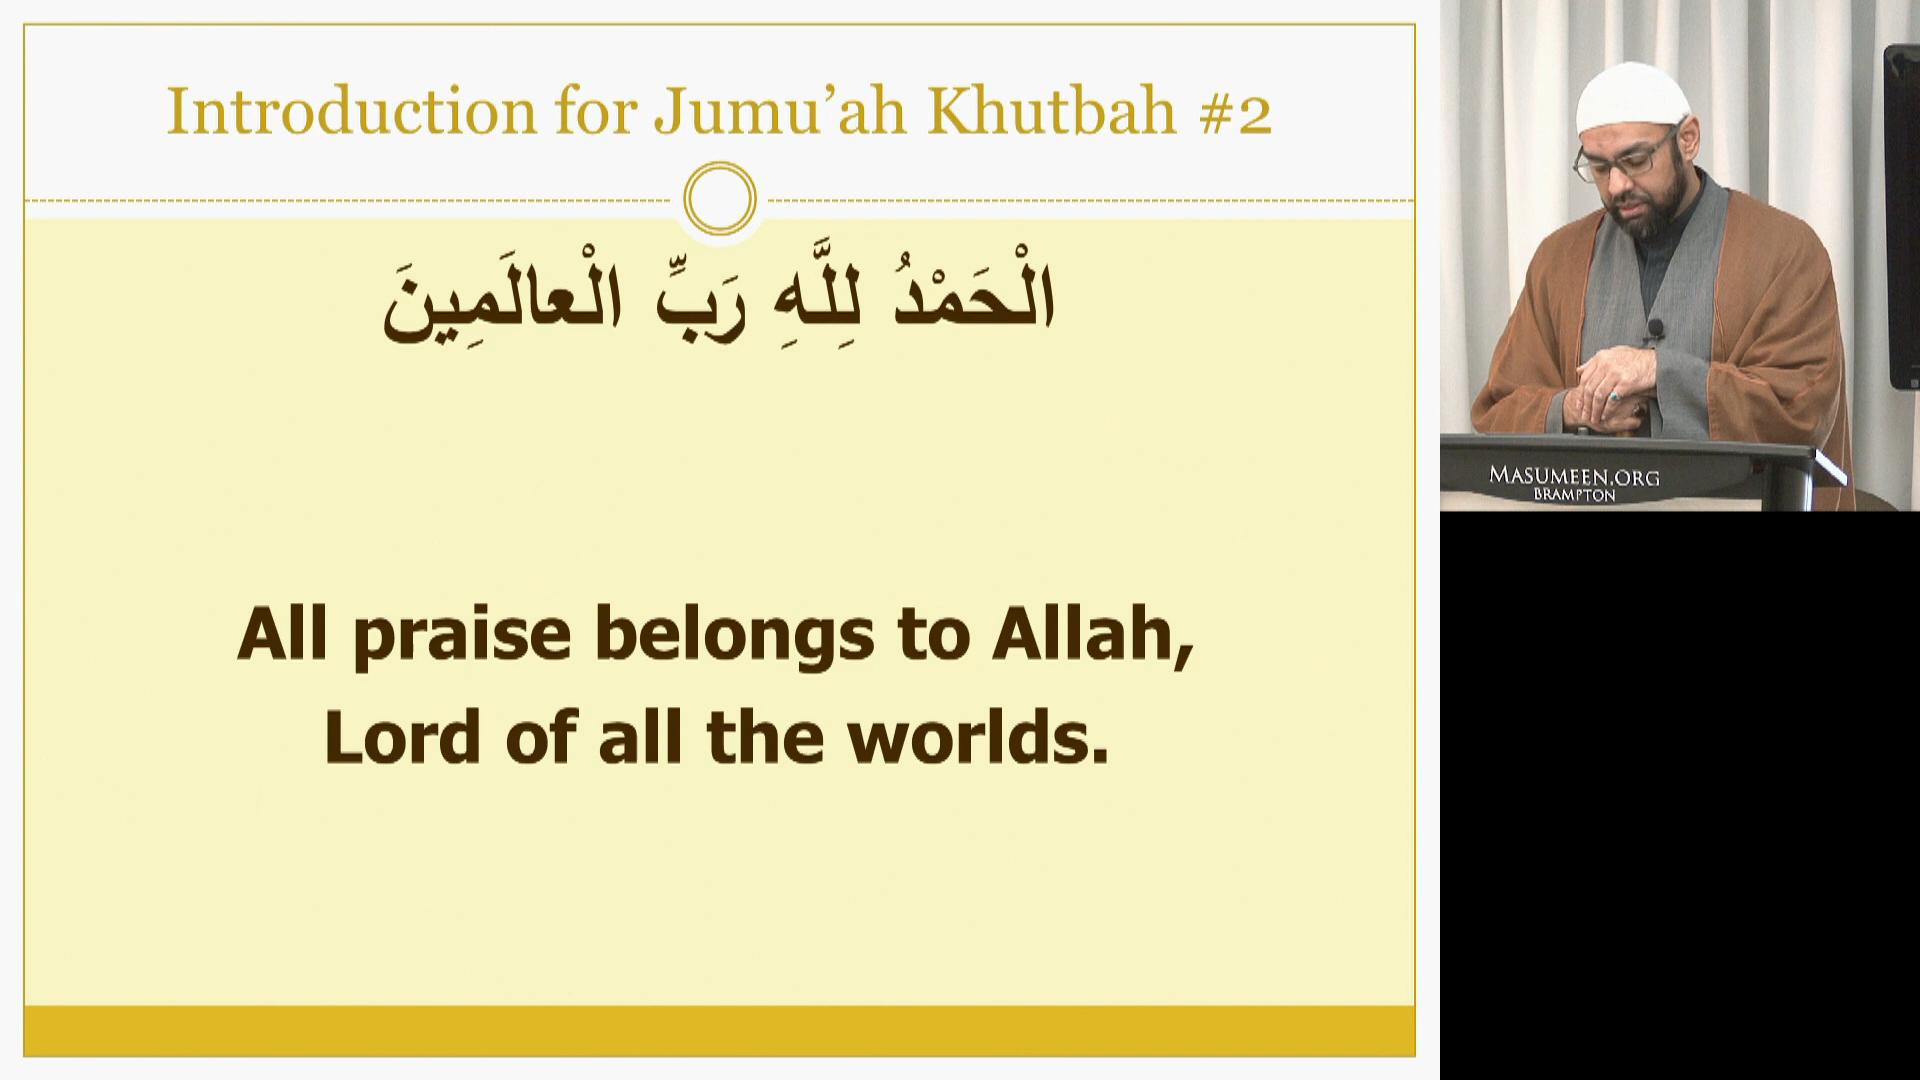 Introduction for Jumu’ah Khutbah #2
الْحَمْدُ لِلَّهِ رَبِّ الْعالَمِينَ
All praise belongs to Allah,
Lord of all the worlds.
MASUMEEN.ORG
BRAMPTON